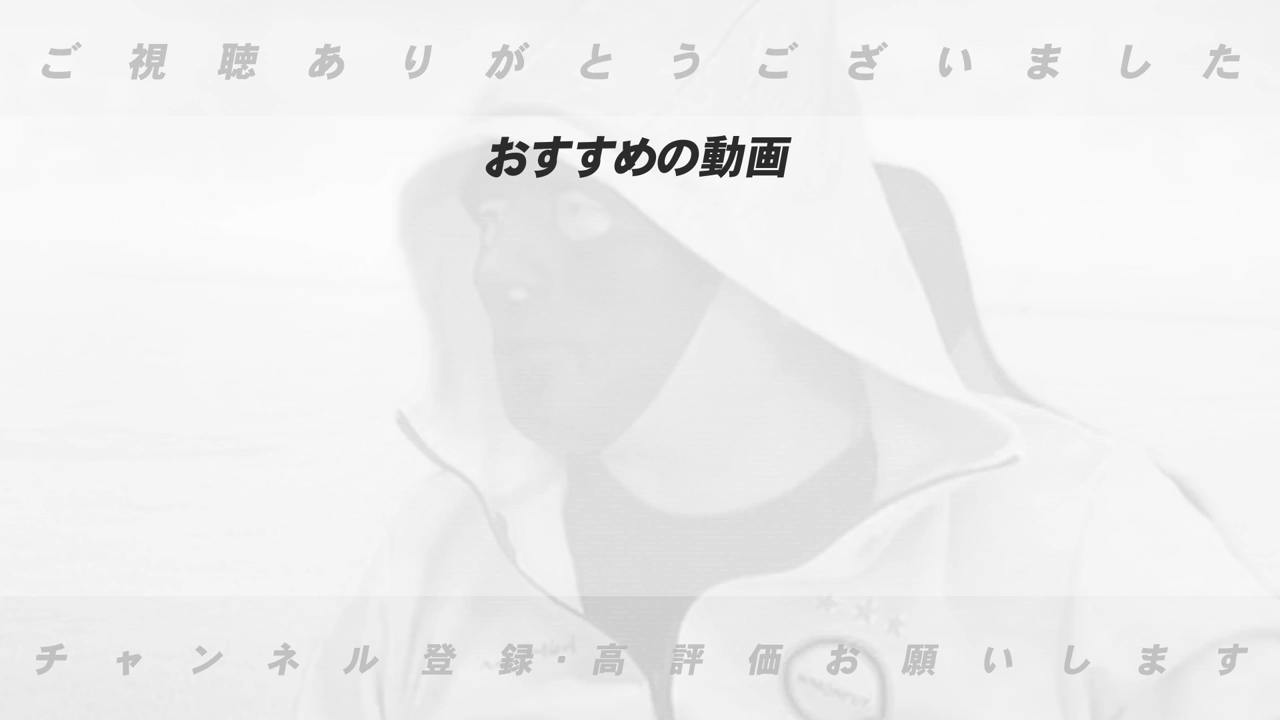 ご視聴ありがとうございました
おすすめの動画
チャンネル登録・高評価お願いします